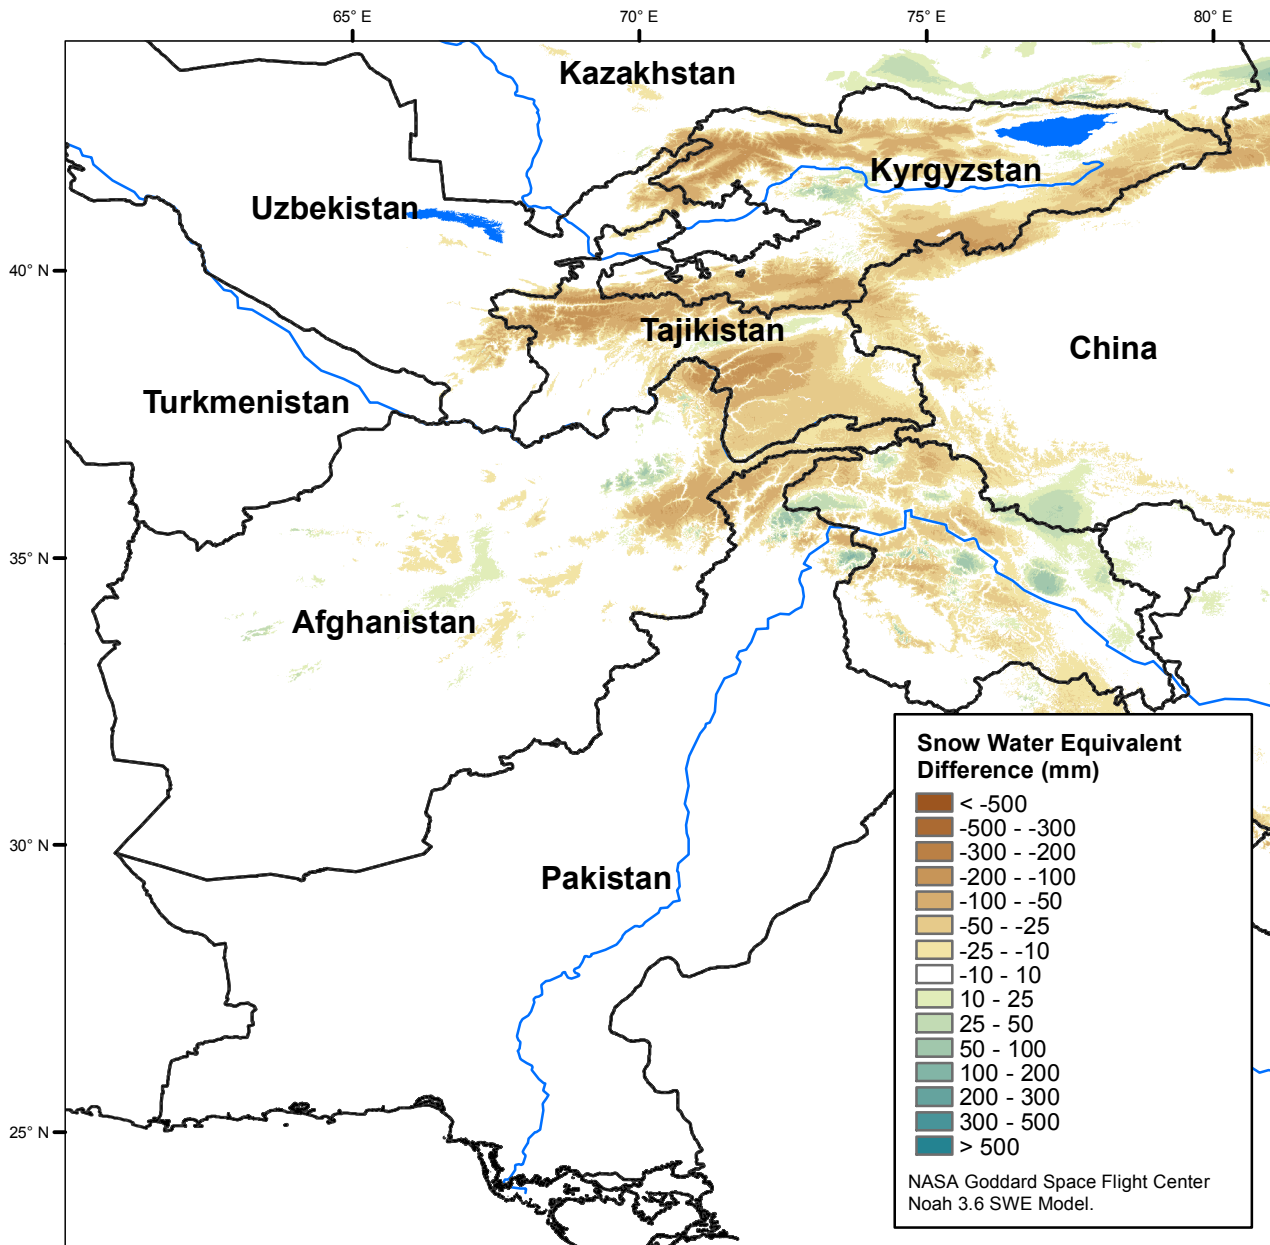 65° E
70° E
75° E
80° E
Kazakhstan
Kyrgyzstan
Uzbekistan
40° N
Tajikistan
China
Turkmenistan
35° N
Afghanistan
30° N
Pakistan
25° N
Snow Water Equivalent
Difference (mm)
< -500
-500 - -300
-300 - -200
-200 - -100
-100 - -50
-50 - -25
-25 - -10
-10 - 10
10 - 25
25 - 50
50 - 100
100 - 200
200 - 300
300 - 500
> 500
NASA Goddard Space Flight Center
Noah 3.6 SWE Model.